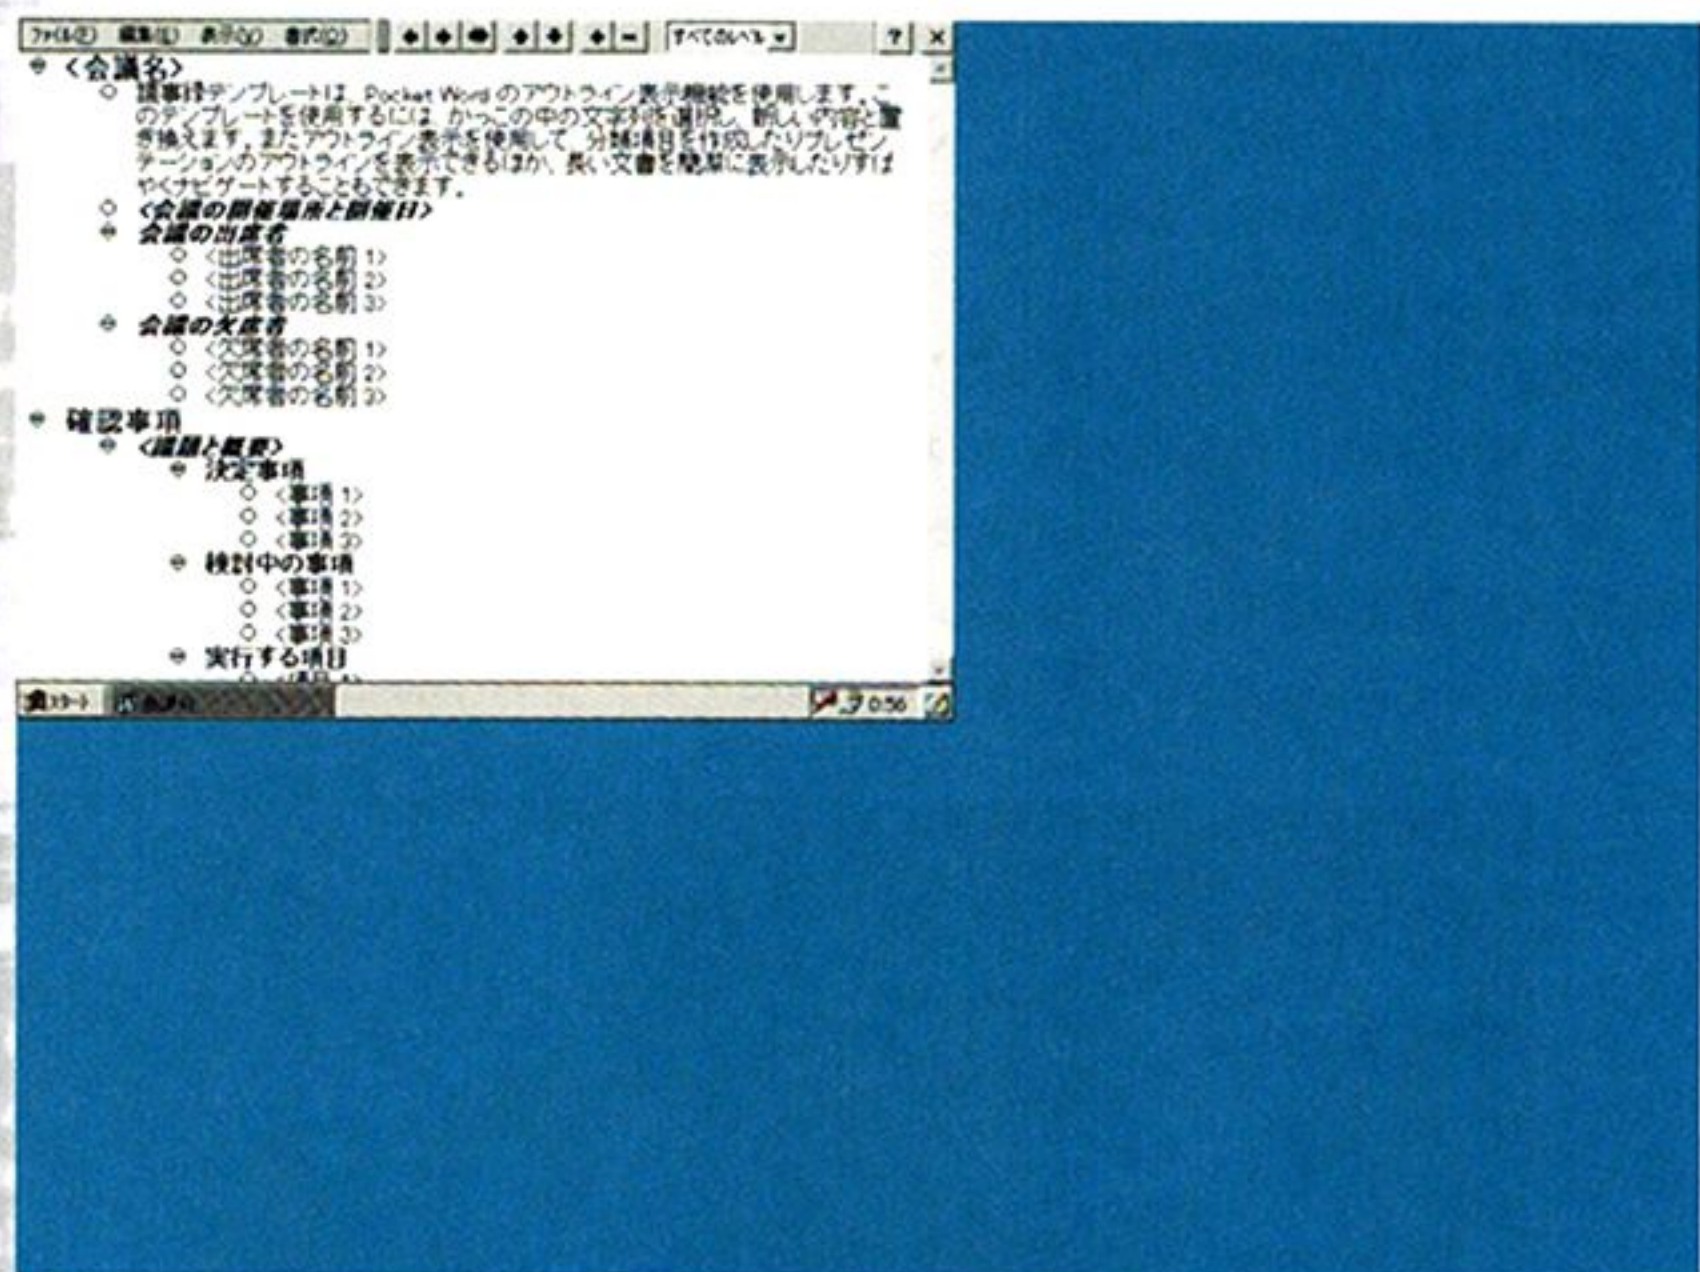 ファイル(F) 編集(E) 表示(V) 書式(O) すべてのレベル ? ×
<会議名>
議事録テンプレートは、Pocket Word のアウトライン表示機能を使用します。こ
のテンプレートを使用するには、かっこの中の文字列を選択し、新しい内容と置
き換えます。またアウトライン表示を使用して、分類項目を作成したりプレゼン
テーションのアウトラインを表示できるほか、長い文書を簡潔に表示したりすば
やくナビゲートすることもできます。
<会議の開催場所と開催日>
会議の出席者
<出席者の名前 1>
<出席者の名前 2>
<出席者の名前 3>
会議の欠席者
<欠席者の名前 1>
<欠席者の名前 2>
<欠席者の名前 3>
確認事項
<議題と概要>
決定事項
<事項 1>
<事項 2>
<事項 3>
検討中の事項
<事項 1>
<事項 2>
<事項 3>
実行する項目
スタート 0:56